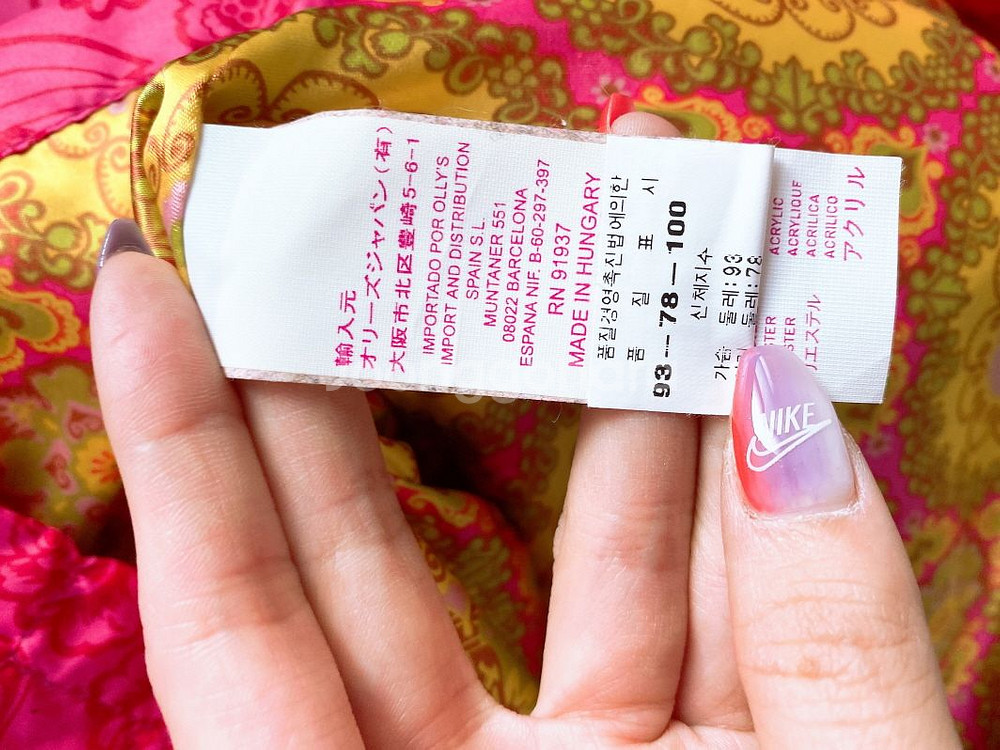 輸入元
オリーズジャパン(有)
大阪市北区豊崎5-6-1
IMPORTADO POR OLLY'S
IMPORT AND DISTRIBUTION
SPAIN S.L.
MUNTANER 551
08022 BARCELONA
ESPANA NIF. B-60-297-397
RN 91937
MADE IN HUNGARY
품질경영촉진법에의한
품 질 표 시
93-78-100
신체지수
가슴 둘레:93
둘레:78
ACRYLIC
ACRYLIQUE
ACRILICA
ACRILICO
アクリル
NIKE